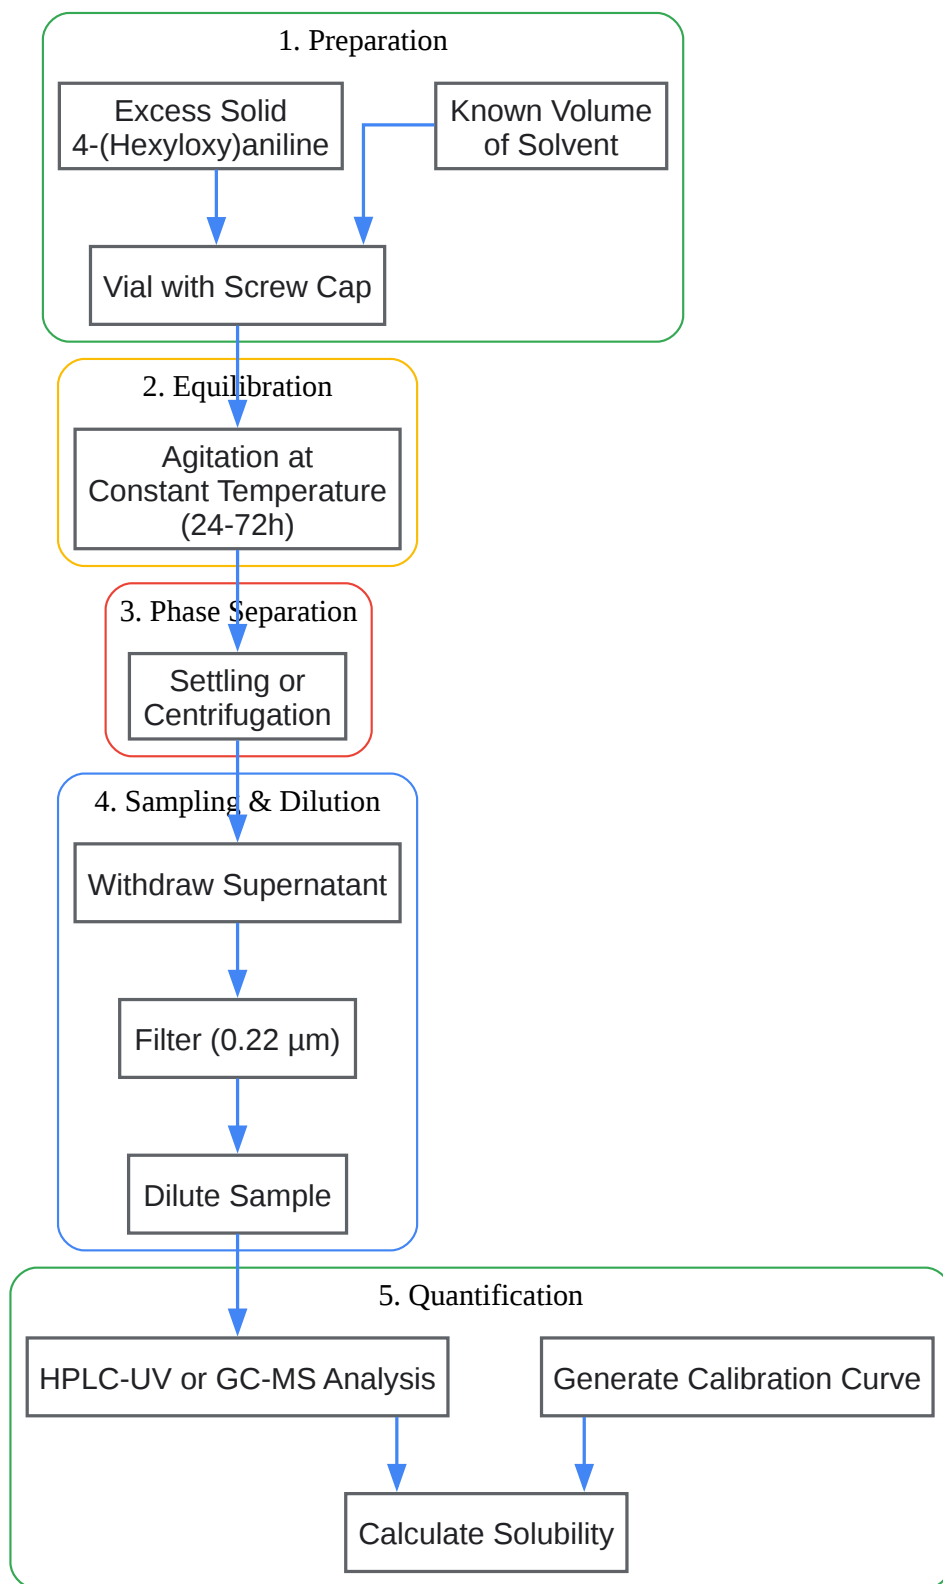 1. Preparation
Excess Solid
4-(Hexyloxy)aniline
Known Volume
of Solvent
Vial with Screw Cap
2. Equilibration
Agitation at
Constant Temperature
(24-72h)
3. Phase Separation
Settling or
Centrifugation
4. Sampling & Dilution
Withdraw Supernatant
Filter (0.22 µm)
Dilute Sample
5. Quantification
HPLC-UV or GC-MS Analysis
Generate Calibration Curve
Calculate Solubility